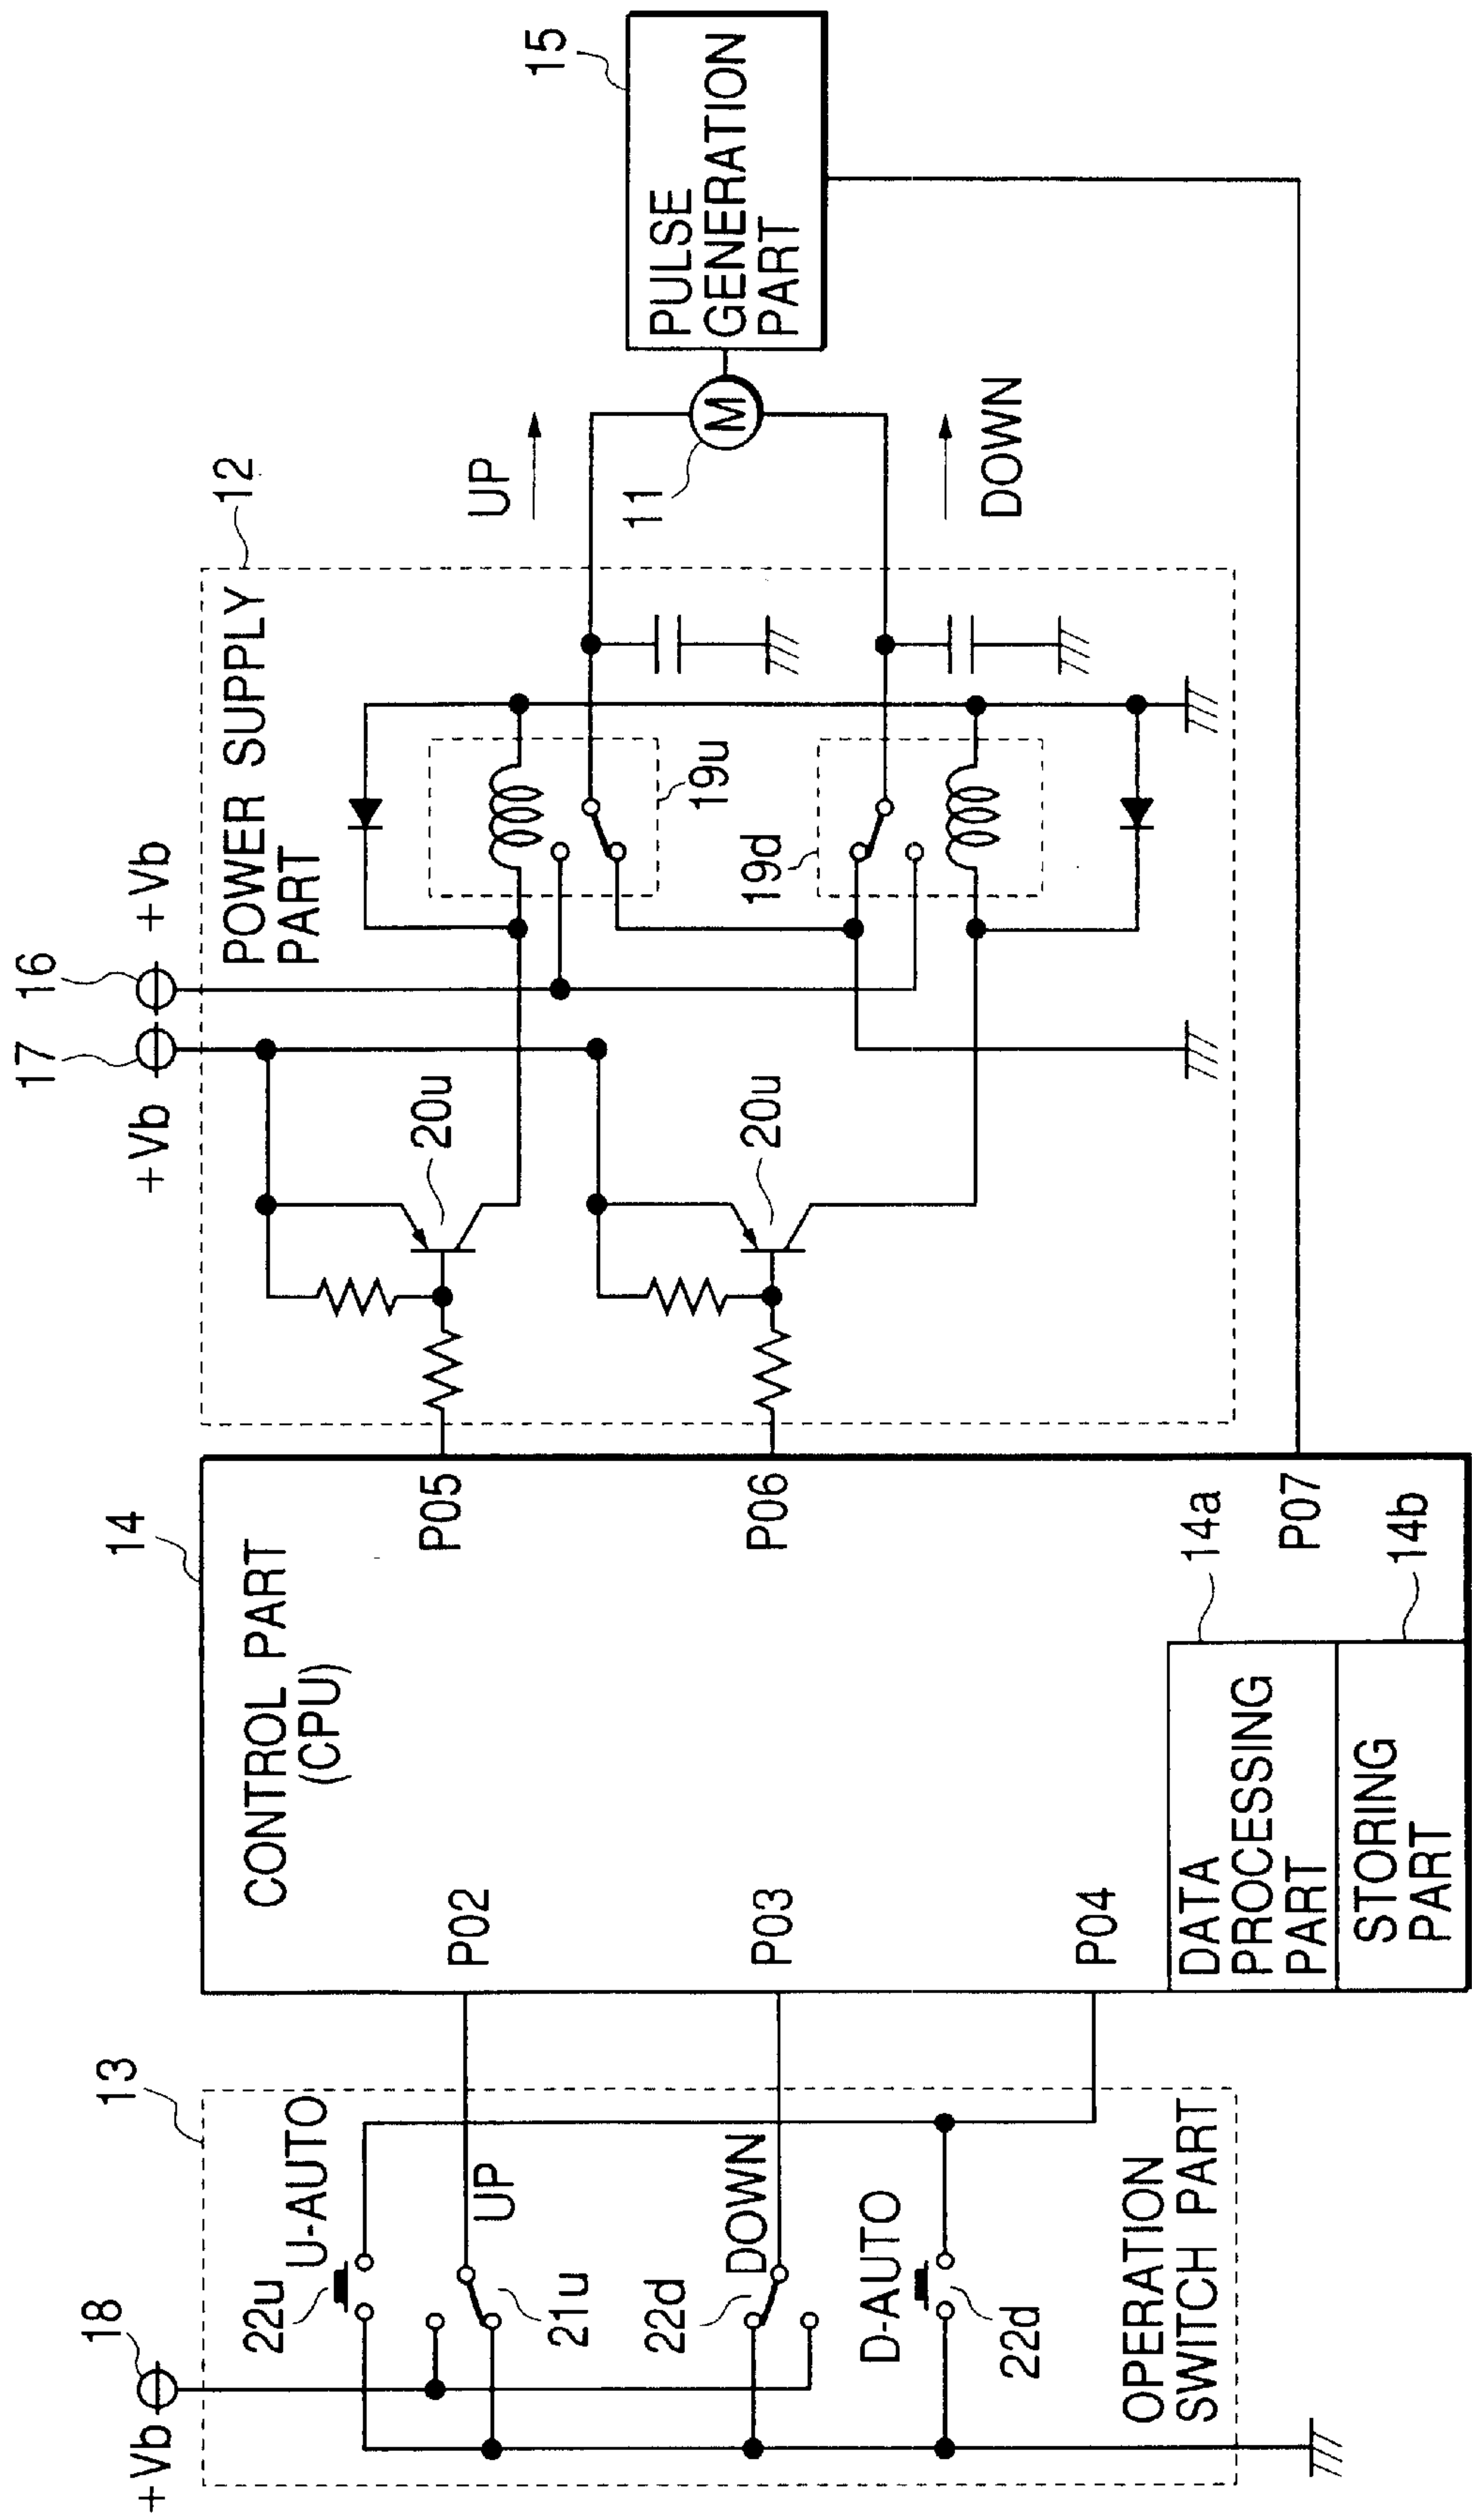 13
18
+Vb
22u
U-AUTO
UP
21u
22d
DOWN
D-AUTO
22d
OPERATION
SWITCH PART
14
CONTROL PART
(CPU)
P02
P03
P04
P05
P06
P07
DATA
PROCESSING
PART
14a
STORING
PART
14b
17
+Vb
16
+Vb
POWER SUPPLY
PART
12
20u
20u
19u
19d
UP
11
M
DOWN
15
PULSE
GENERATION
PART